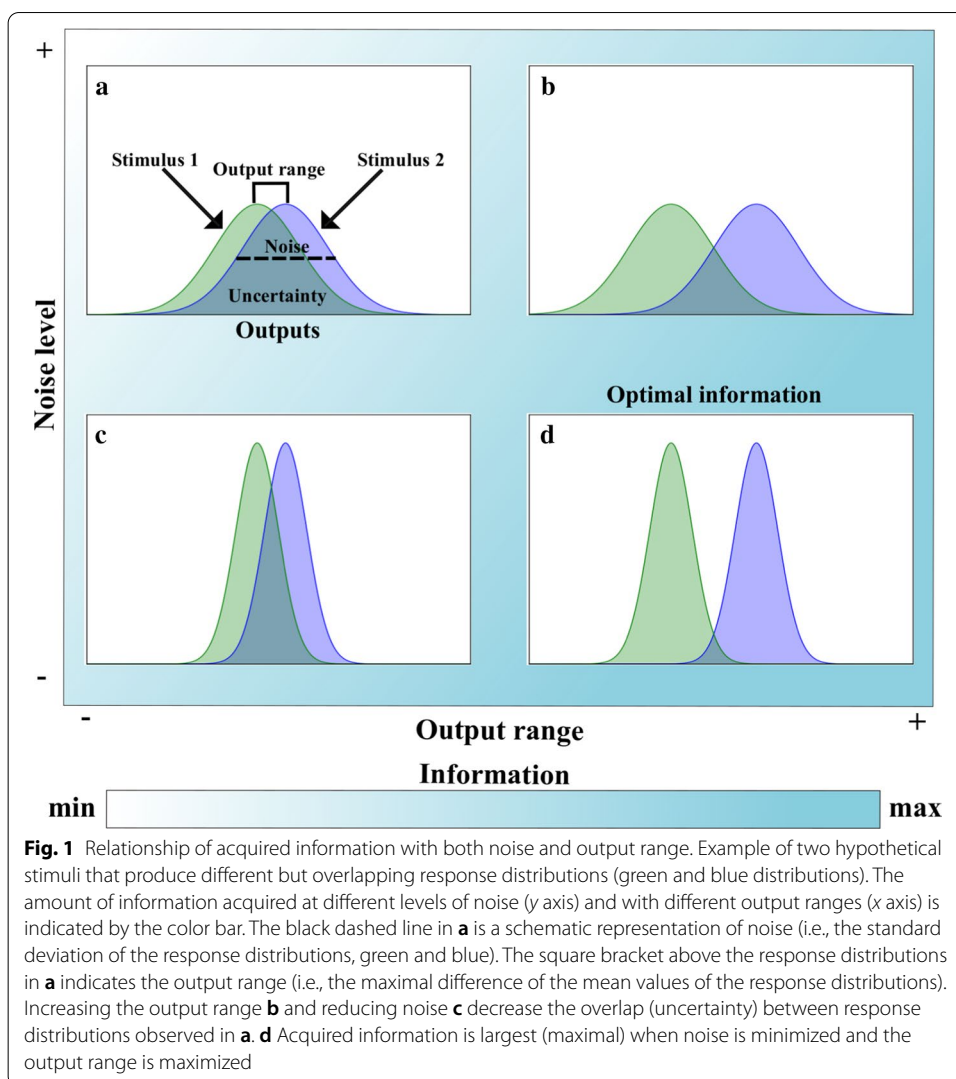 +
a
b
Stimulus 1
Stimulus 2
Output range
Noise
Uncertainty
Outputs
Noise level
Optimal information
c
d
-
-
+
Output range
Information
min
max
Fig. 1 Relationship of acquired information with both noise and output range. Example of two hypothetical
stimuli that produce different but overlapping response distributions (green and blue distributions). The
amount of information acquired at different levels of noise (y axis) and with different output ranges (x axis) is
indicated by the color bar. The black dashed line in a is a schematic representation of noise (i.e., the standard
deviation of the response distributions, green and blue). The square bracket above the response distributions
in a indicates the output range (i.e., the maximal difference of the mean values of the response distributions).
Increasing the output range b and reducing noise c decrease the overlap (uncertainty) between response
distributions observed in a. d Acquired information is largest (maximal) when noise is minimized and the
output range is maximized